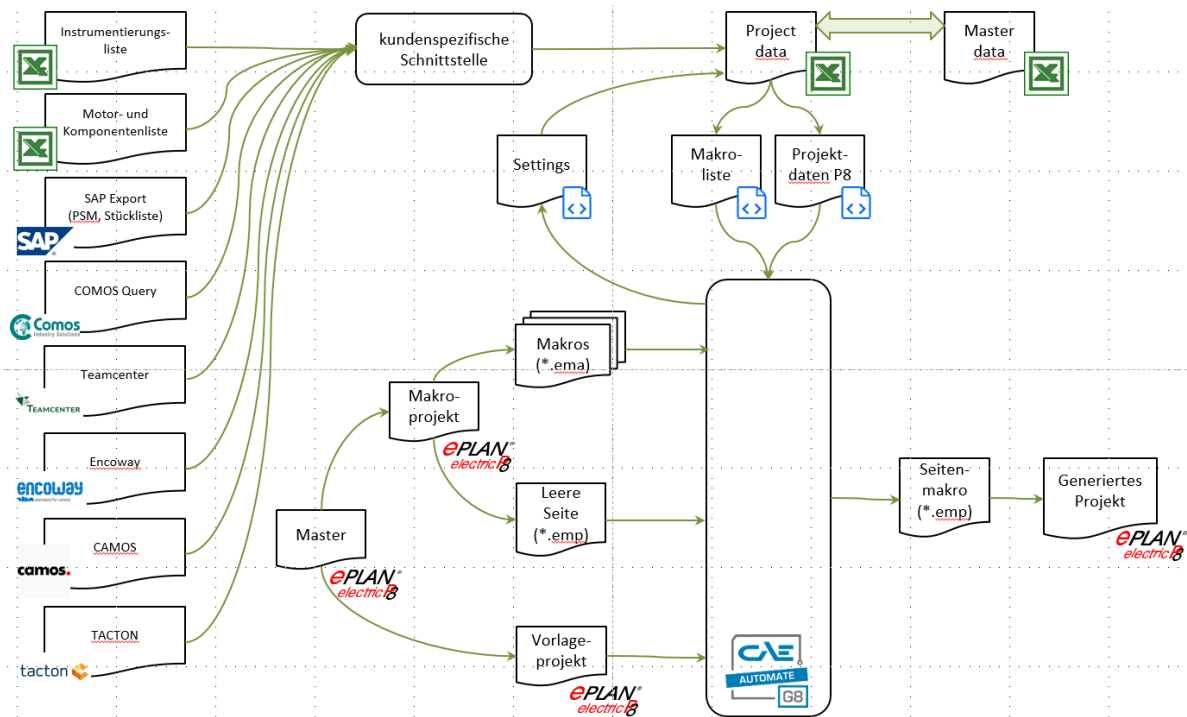 Instrumentierungs-
liste
Motor- und
Komponentenliste
SAP Export
(PSM, Stückliste)
SAP
COMOS Query
Comos
Industry Solutions
Teamcenter
TEAMCENTER
Encoway
encoway
CAMOS
camos.
TACTON
tacton
kundenspezifische
Schnittstelle
Project
data
Master
data
Settings
Makro-
liste
Projekt-
daten P8
Makros
(*.ema)
Makro-
projekt
ePLAN®
electric P8
Leere
Seite
(*.emp)
Master
ePLAN®
electric P8
Vorlage-
projekt
ePLAN®
electric P8
CAE
AUTOMATE
G8
Seiten-
makro
(*.emp)
Generiertes
Projekt
ePLAN®
electric P8